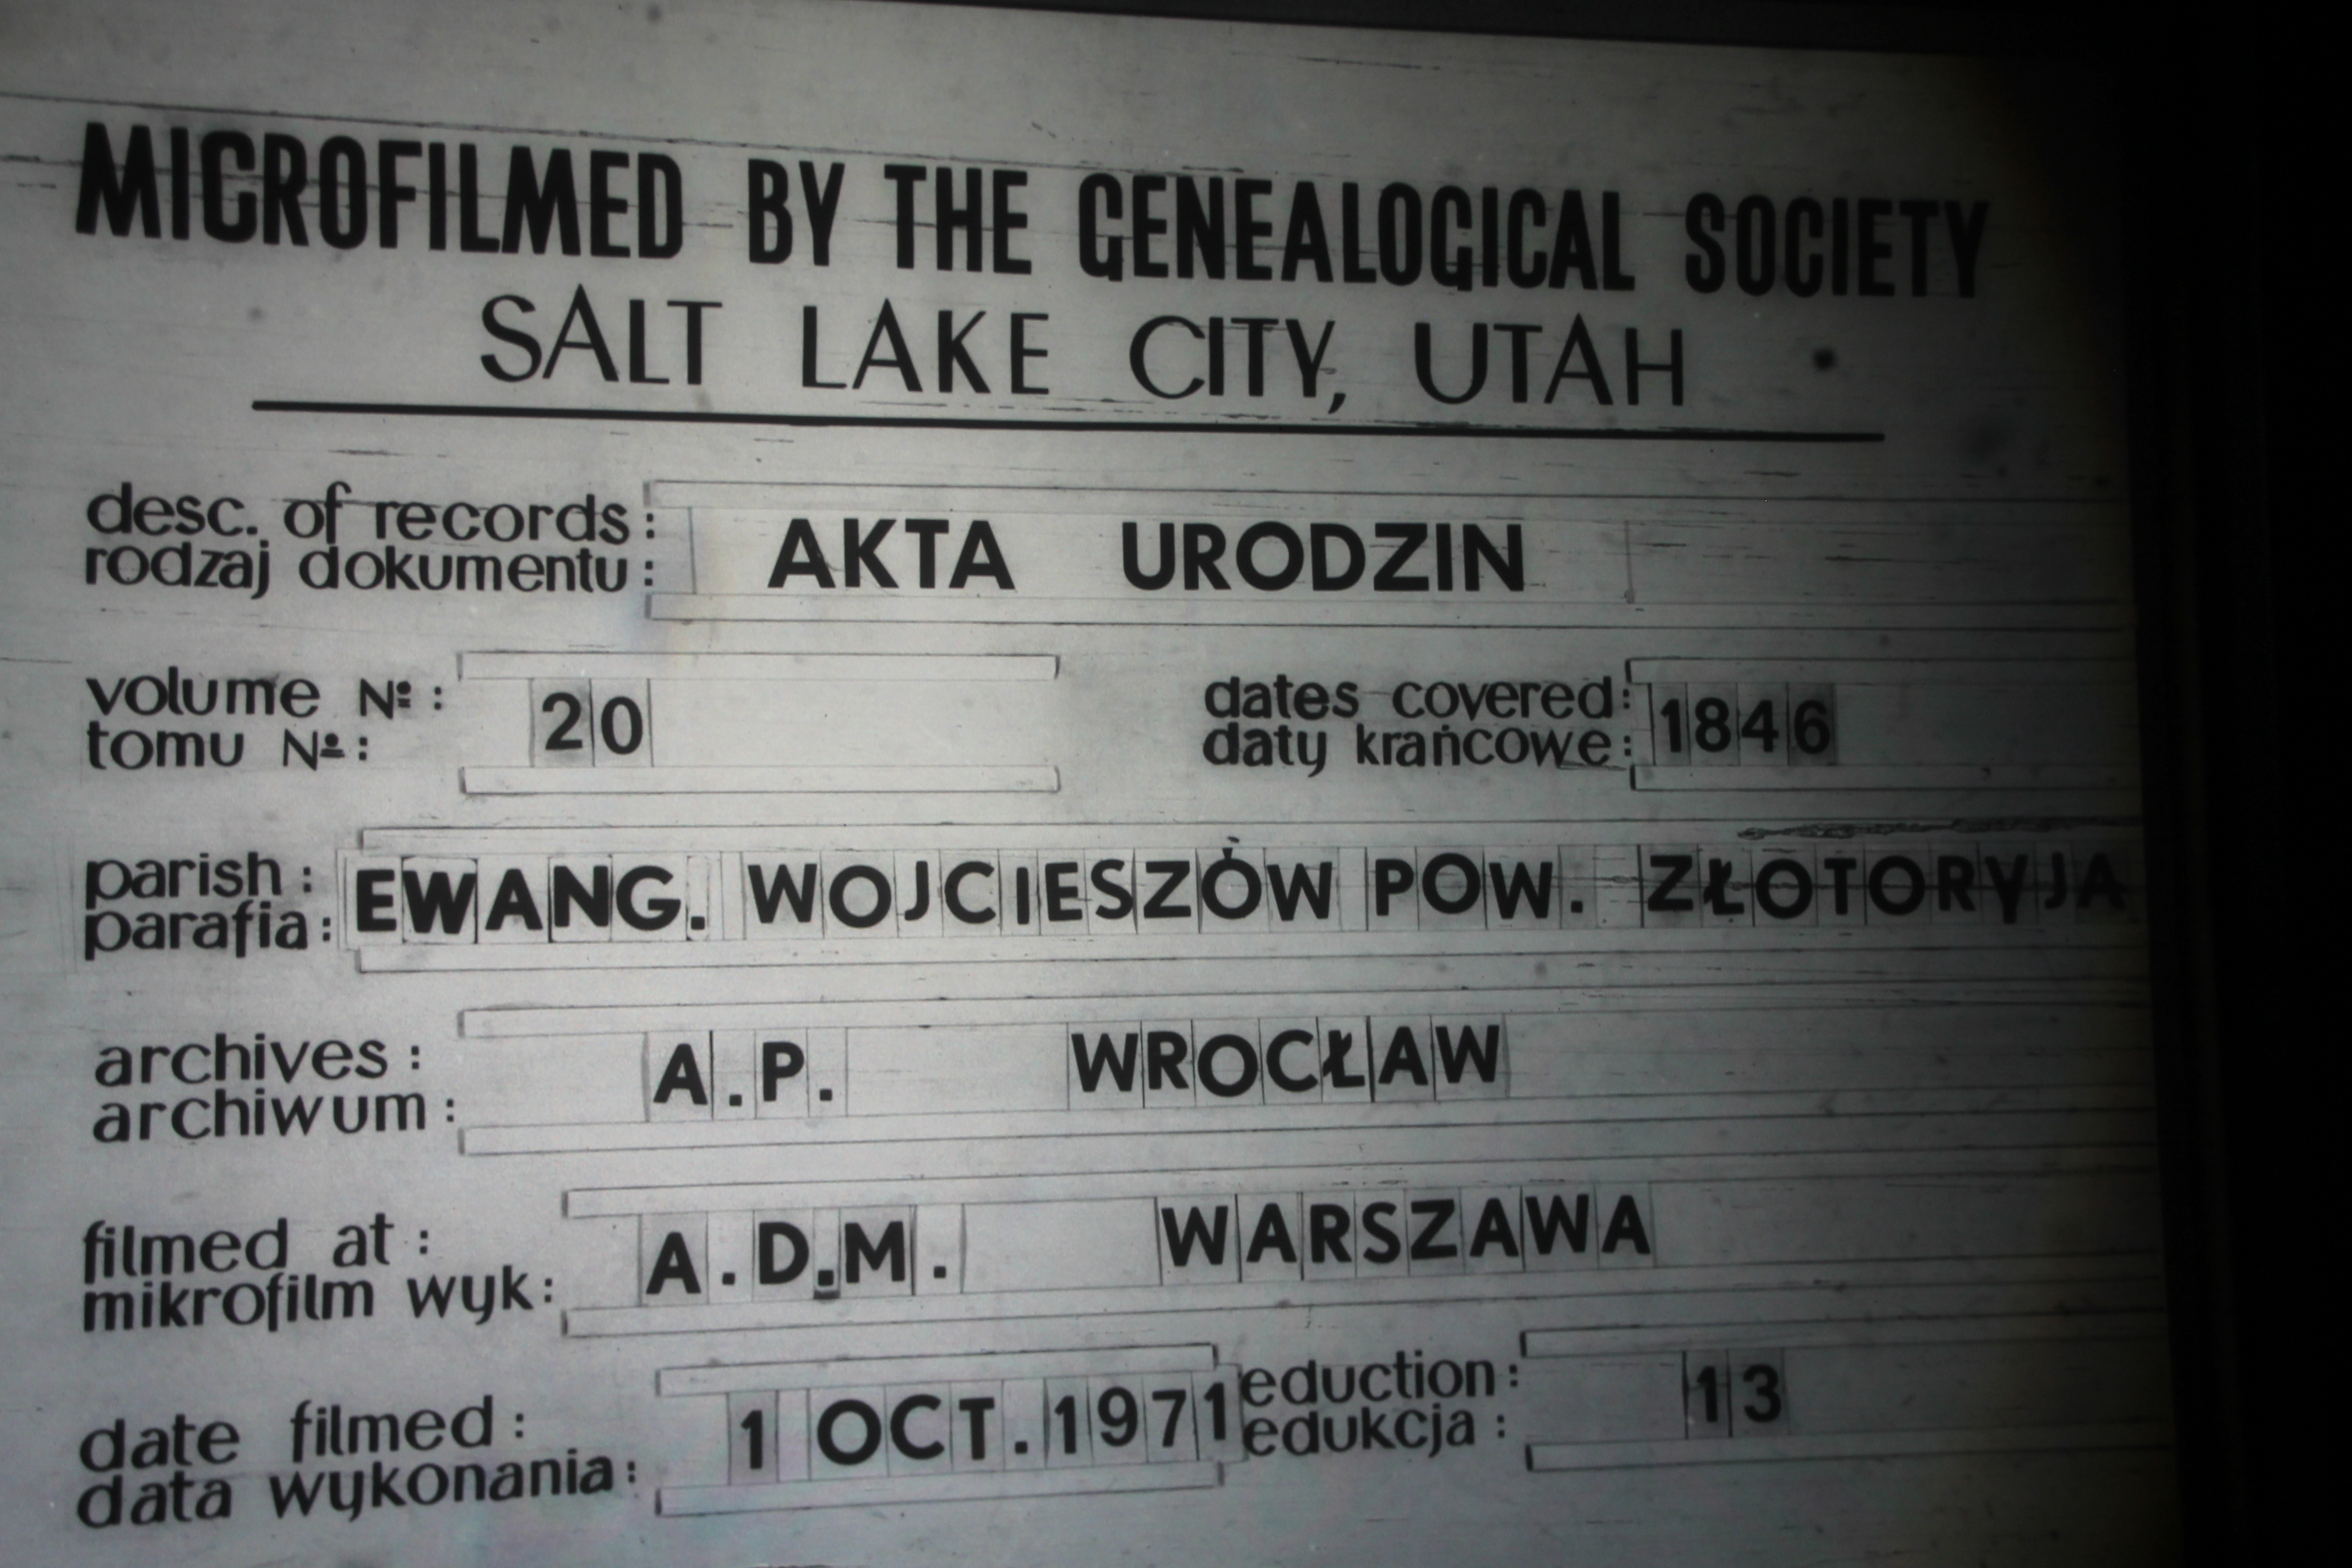 MICROFILMED BY THE GENEALOGICAL SOCIETY
SALT LAKE CITY, UTAH
desc. of records:
rodzaj dokumentu:
AKTA URODZIN
volume Nº:
tomu Nº:
20
dates covered:
daty krańcowe:
1846
parish:
parafia:
EWANG. WOJCIESZÓW POW. ZŁOTORYJA
archives:
archiwum:
A.P. WROCŁAW
filmed at:
mikrofilm wyk:
A.D.M. WARSZAWA
date filmed:
data wykonania:
1 OCT. 1971
eduction:
edukcja:
13